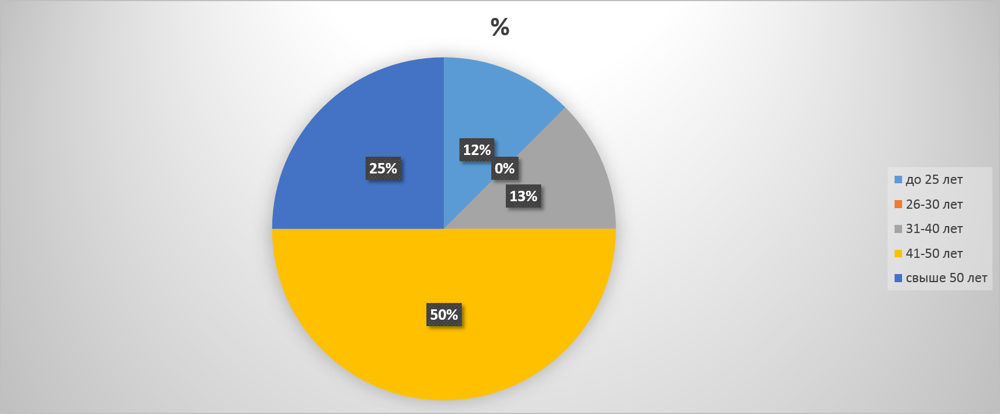 %
12%
25%
0%
13%
50%
до 25 лет
26-30 лет
31-40 лет
41-50 лет
свыше 50 лет